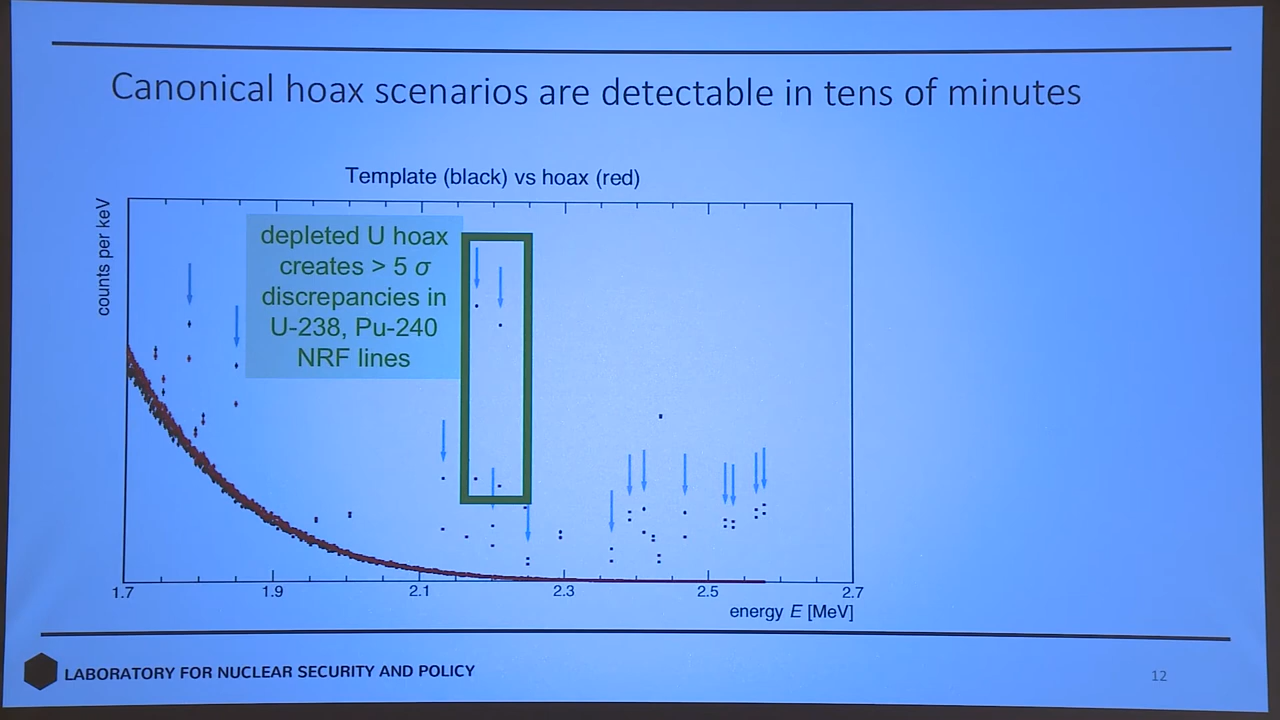 Canonical hoax scenarios are detectable in tens of minutes
Template (black) vs hoax (red)
counts per keV
depleted U hoax
creates > 5 σ
discrepancies in
U-238, Pu-240
NRF lines
1.7 1.9 2.1 2.3 2.5 2.7
energy E [MeV]
LABORATORY FOR NUCLEAR SECURITY AND POLICY
12